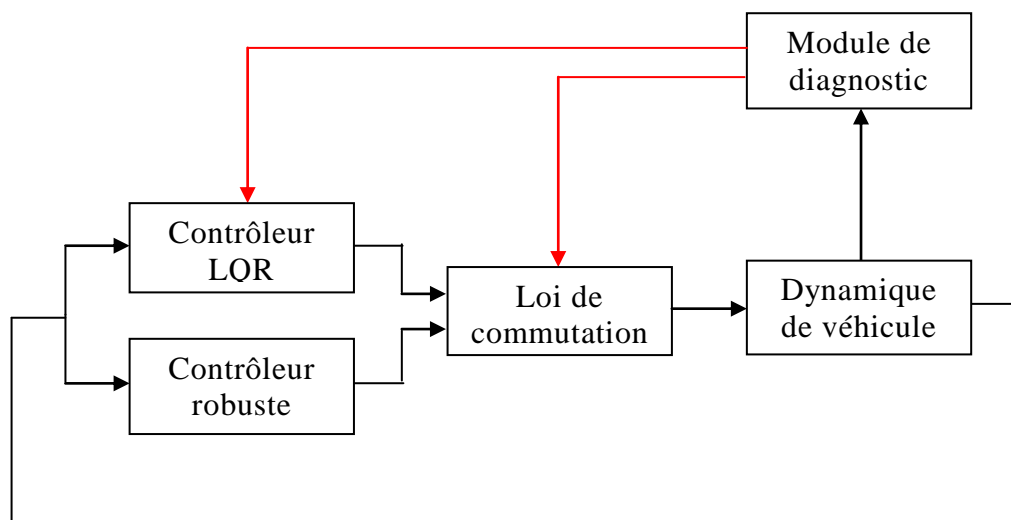 Module de
diagnostic
Contrôleur
LQR
Loi de
commutation
Dynamique
de véhicule
Contrôleur
robuste